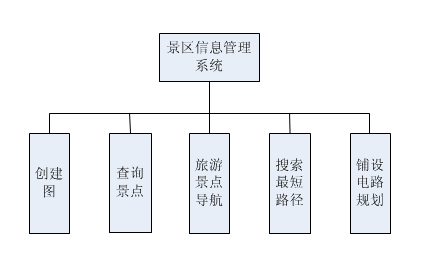 景区信息管理
系统
创建
图
查询
景点
旅游
景点
导航
搜索
最短
路径
铺设
电路
规划